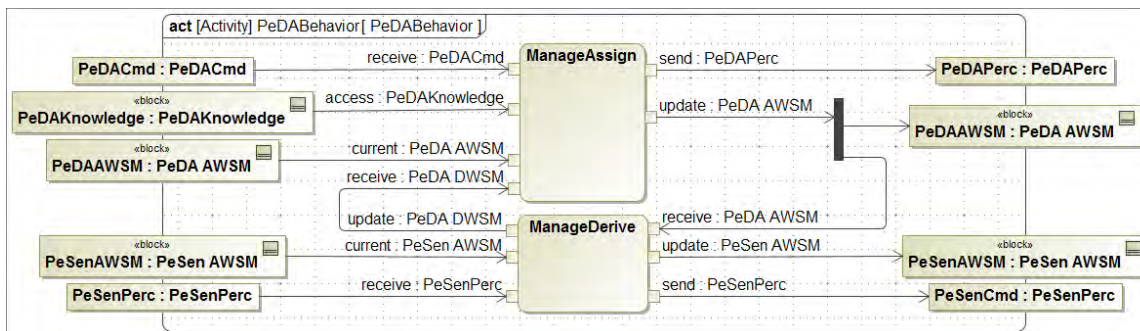 act [Activity] PeDABehavior[ PeDABehavior ]
receive : PeDACmd
ManageAssign
send : PeDAPerc
PeDACmd : PeDACmd
PeDAPerc : PeDAPerc
«block»
PeDAKnowledge : PeDAKnowledge
access : PeDAKnowledge
update : PeDA AWSM
«block»
PeDAAWSM : PeDA AWSM
«block»
PeDAAWSM : PeDA AWSM
current : PeDA AWSM
receive : PeDA DWSM
update : PeDA DWSM
ManageDerive
receive : PeDA AWSM
«block»
PeSenAWSM : PeSen AWSM
current : PeSen AWSM
update : PeSen AWSM
«block»
PeSenAWSM : PeSen AWSM
PeSenPerc : PeSenPerc
receive : PeSenPerc
send : PeSenPerc
PeSenCmd : PeSenPerc